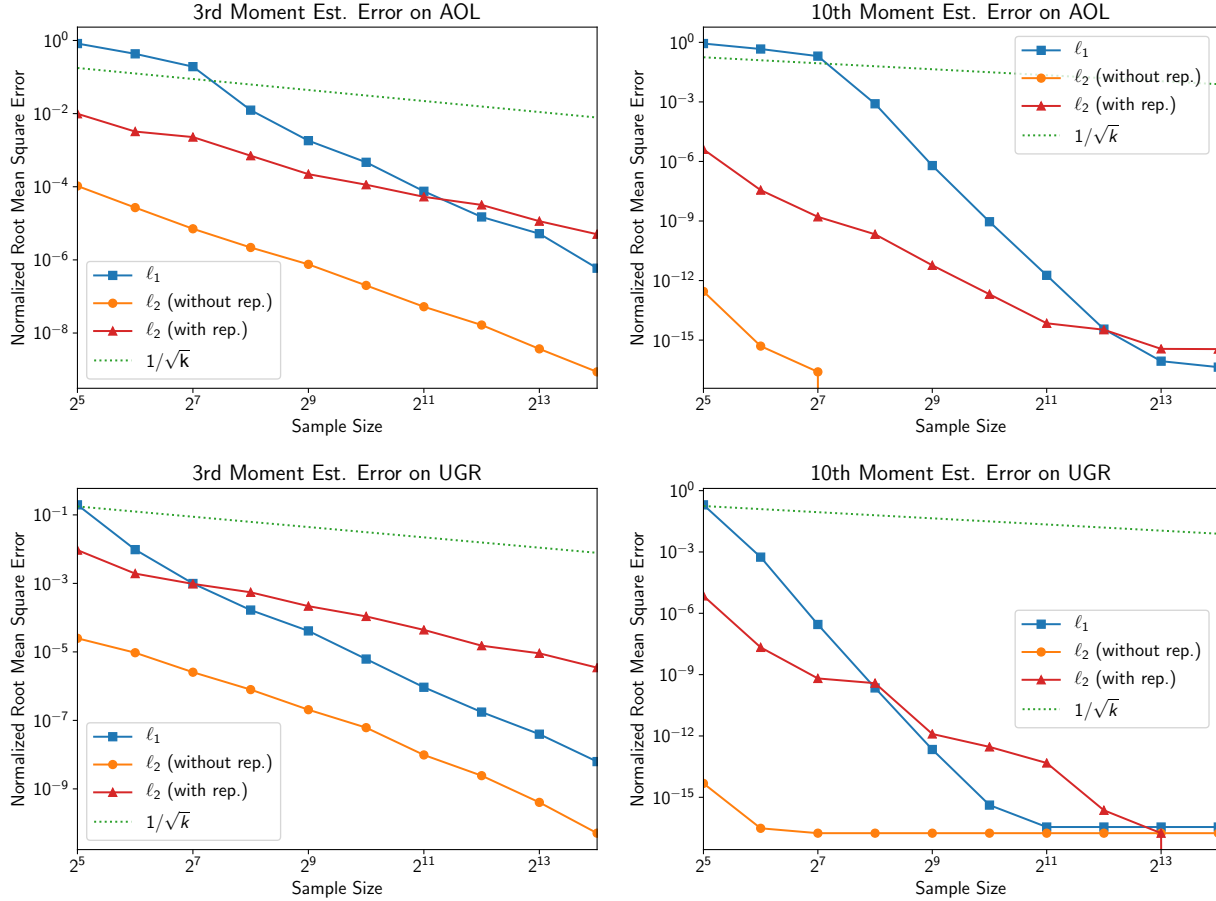 3rd Moment Est. Error on AOL
Normalized Root Mean Square Error
10^0
10^-2
10^-4
10^-6
10^-8
ℓ1
ℓ2 (without rep.)
ℓ2 (with rep.)
1/√k
2^5
2^7
2^9
2^11
2^13
Sample Size
10th Moment Est. Error on AOL
Normalized Root Mean Square Error
10^0
10^-3
10^-6
10^-9
10^-12
10^-15
ℓ1
ℓ2 (without rep.)
ℓ2 (with rep.)
1/√k
2^5
2^7
2^9
2^11
2^13
Sample Size
3rd Moment Est. Error on UGR
Normalized Root Mean Square Error
10^-1
10^-3
10^-5
10^-7
10^-9
ℓ1
ℓ2 (without rep.)
ℓ2 (with rep.)
1/√k
2^5
2^7
2^9
2^11
2^13
Sample Size
10th Moment Est. Error on UGR
Normalized Root Mean Square Error
10^0
10^-3
10^-6
10^-9
10^-12
10^-15
ℓ1
ℓ2 (without rep.)
ℓ2 (with rep.)
1/√k
2^5
2^7
2^9
2^11
2^13
Sample Size